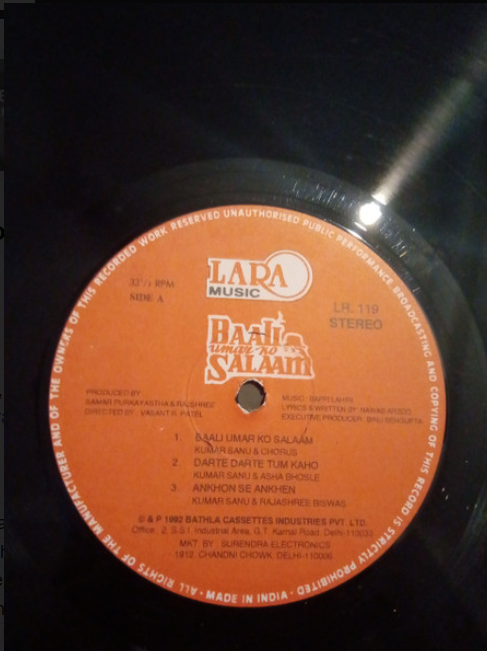 ALL RIGHTS OF THE MANUFACTURER AND OF THE OWNERS OF THIS RECORDED WORK RESERVED UNAUTHORISED PUBLIC PERFORMANCE BROADCASTING AND COPYING OF THIS RECORD IS STRICTLY PROHIBITED · MADE IN INDIA ·
LARA
MUSIC
33⅓ RPM
SIDE A
LR. 119
STEREO
BAALI
umar ko
SALAAM
PRODUCED BY
SAMAR PURKAYASTHA & RAJSHREE
DIRECTED BY : VASANT R. PATEL
MUSIC : BAPPI LAHIRI
LYRICS & WRITTEN BY
EXECUTIVE PRODUCER :
1. BAALI UMAR KO SALAAM
KUMAR SANU & CHORUS
2. DARTE DARTE TUM KAHO
KUMAR SANU & ASHA BHOSLE
3. ANKHON SE ANKHEN
KUMAR SANU & RAJASHREE BISWAS
© & P 1992 BATHLA CASSETTES INDUSTRIES PVT. LTD.
Office : 2, S.S.I. Industrial Area, G.T. Karnal Road, Delhi-110033
MKT. BY : SURENDRA ELECTRONICS
1812, CHANDNI CHOWK, DELHI-110006